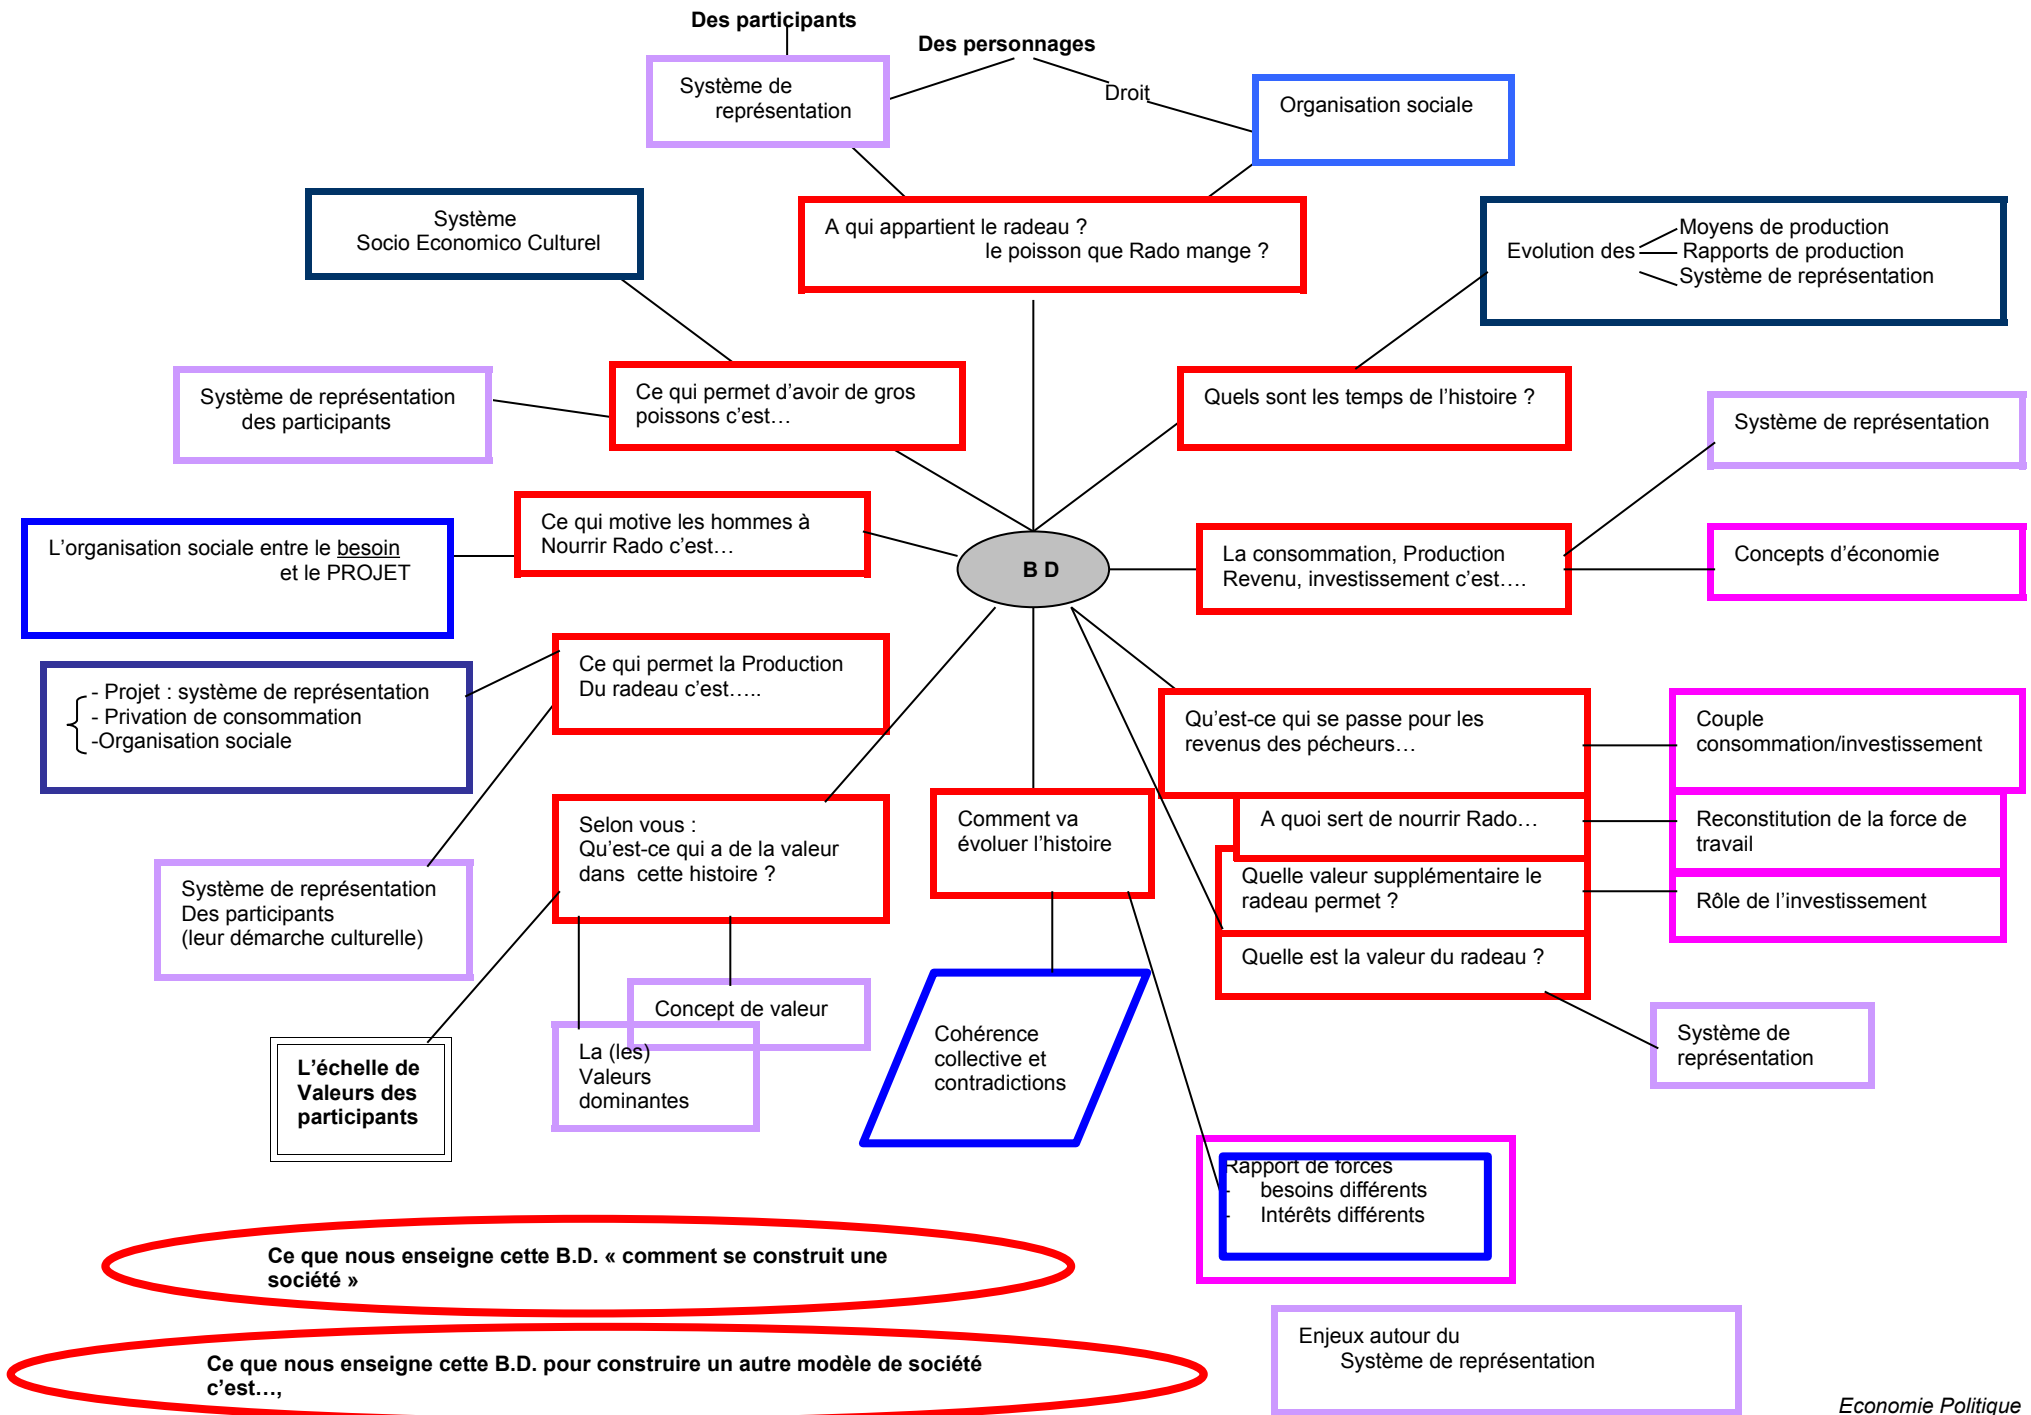 Des participants
Des personnages
Système de
représentation
Droit
Organisation sociale
Système
Socio Economico Culturel
A qui appartient le radeau ?
le poisson que Rado mange ?
Evolution des
Moyens de production
Rapports de production
Système de représentation
Système de représentation
des participants
Ce qui permet d'avoir de gros
poissons c'est…
Quels sont les temps de l'histoire ?
Système de représentation
L'organisation sociale entre le besoin
et le PROJET
Ce qui motive les hommes à
Nourrir Rado c'est…
B D
La consommation, Production
Revenu, investissement c'est….
Concepts d'économie
- Projet : système de représentation
- Privation de consommation
-Organisation sociale
Ce qui permet la Production
Du radeau c'est…..
Qu'est-ce qui se passe pour les
revenus des pécheurs…
Couple
consommation/investissement
Selon vous :
Qu'est-ce qui a de la valeur
dans cette histoire ?
Comment va
évoluer l'histoire
A quoi sert de nourrir Rado…
Reconstitution de la force de
travail
Quelle valeur supplémentaire le
radeau permet ?
Rôle de l'investissement
Quelle est la valeur du radeau ?
Système de représentation
Des participants
(leur démarche culturelle)
Concept de valeur
La (les)
Valeurs
dominantes
Cohérence
collective et
contradictions
Système de
représentation
L'échelle de
Valeurs des
participants
Rapport de forces
- besoins différents
- Intérêts différents
Ce que nous enseigne cette B.D. « comment se construit une
société »
Enjeux autour du
Système de représentation
Ce que nous enseigne cette B.D. pour construire un autre modèle de société
c'est…,
Economie Politique